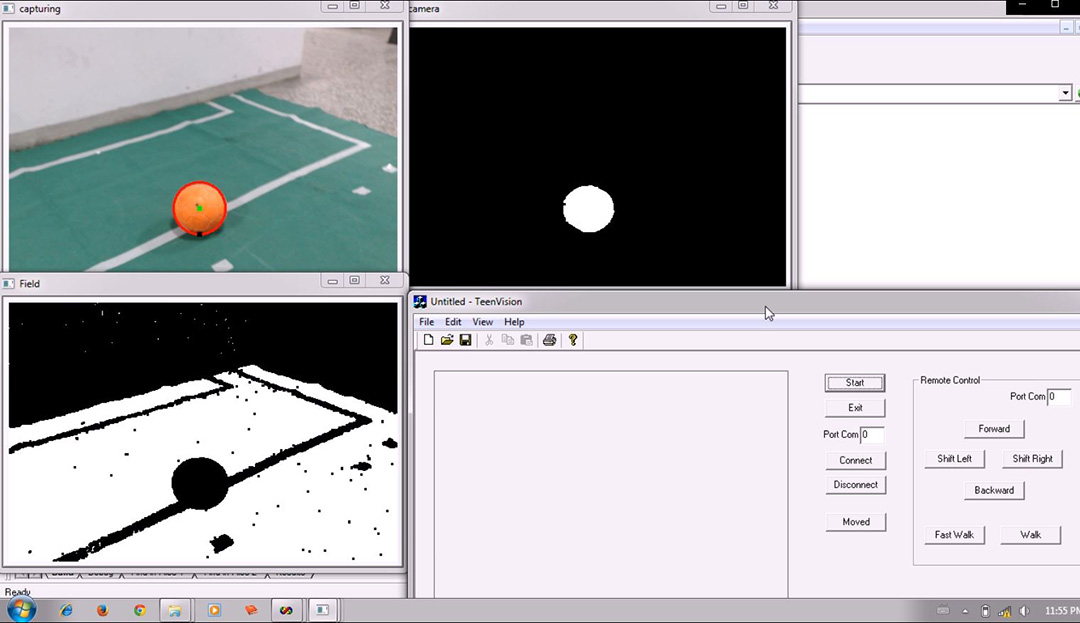 capturing
camera
Field
Untitled - TeenVision
File Edit View Help
Start
Exit
Port Com 0
Connect
Disconnect
Moved
Remote Control
Port Com 0
Forward
Shift Left Shift Right
Backward
Fast Walk Walk
Ready
11:55 PM